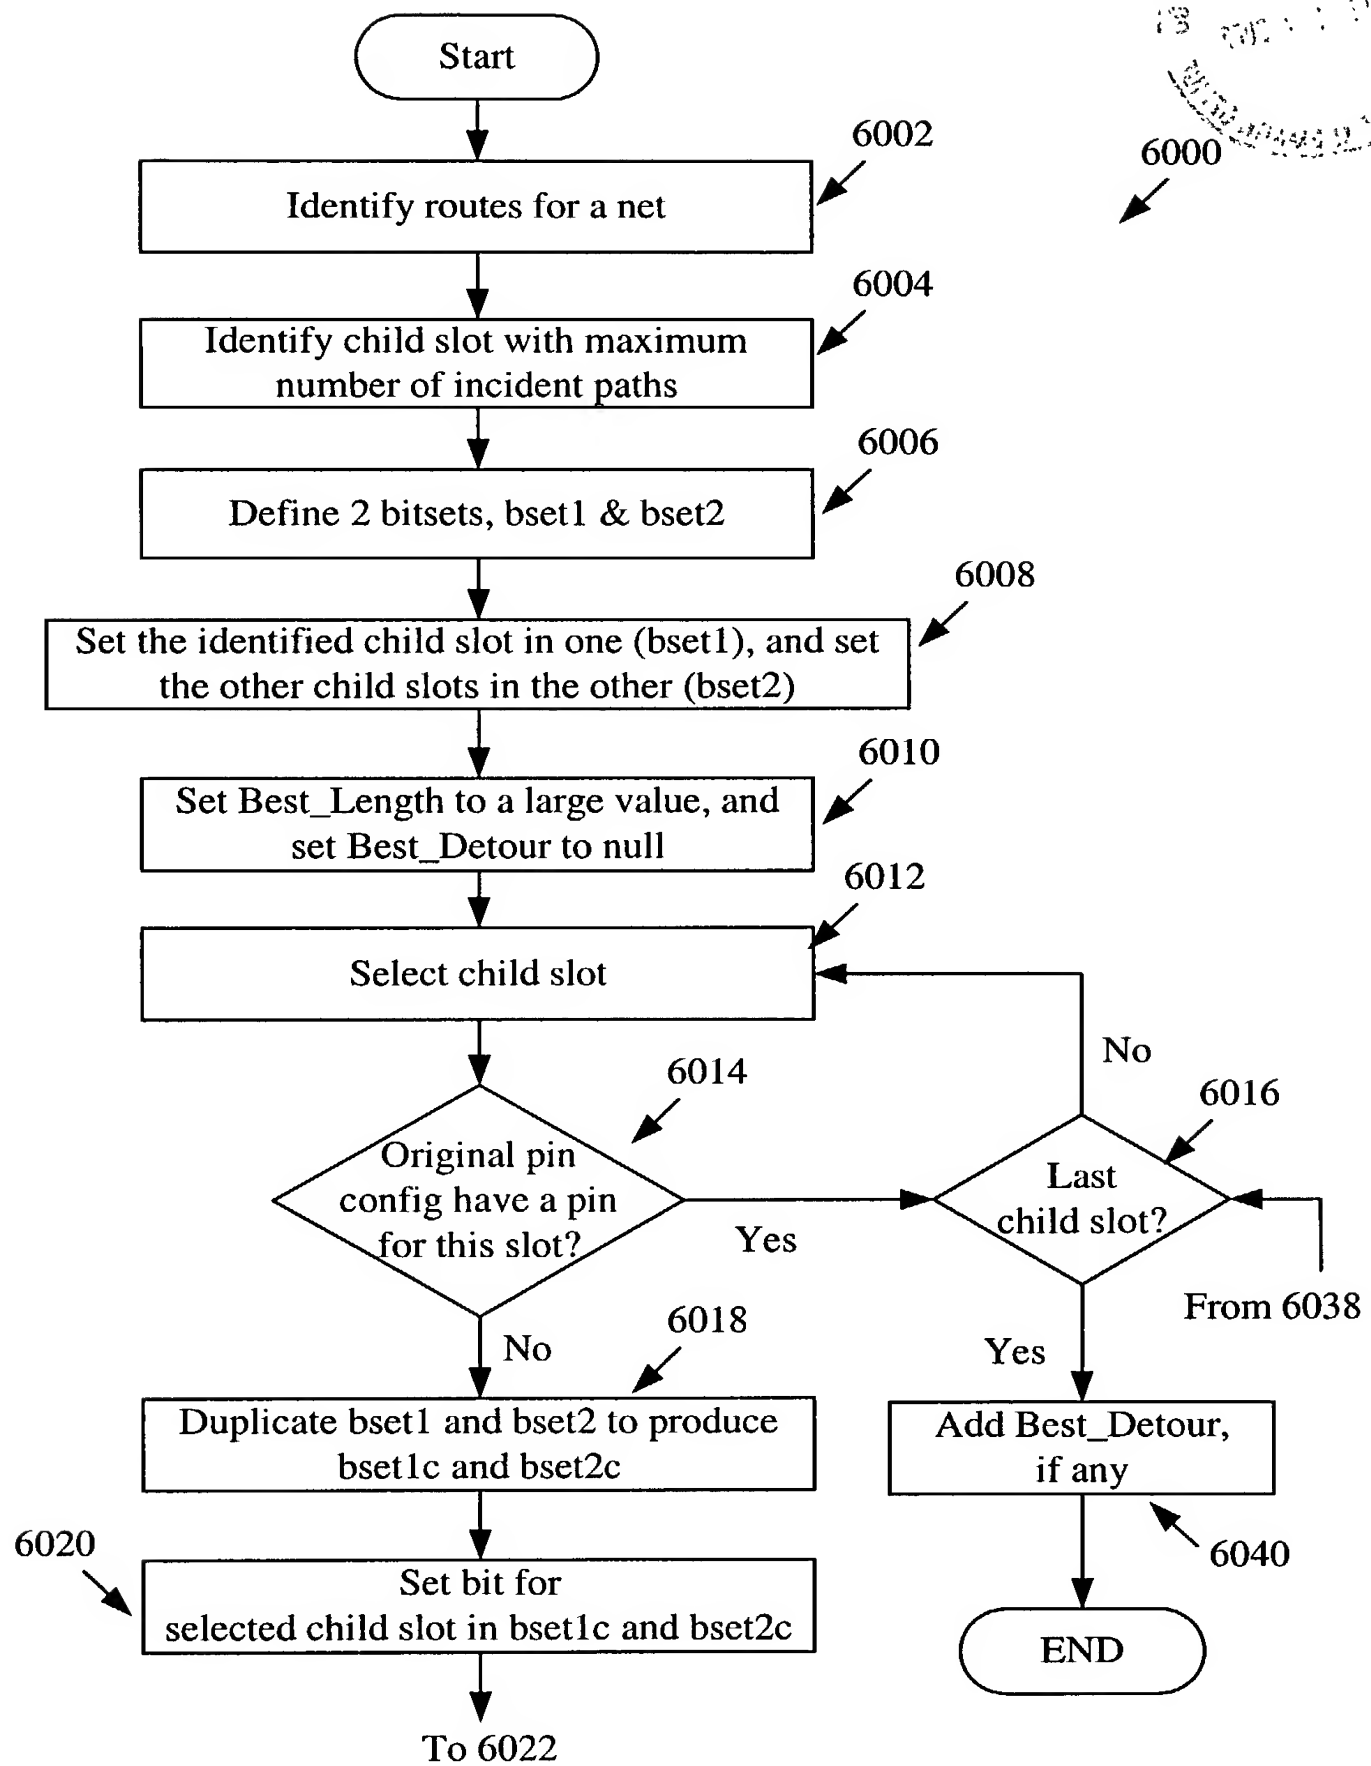 Start
6002
6000
Identify routes for a net
6004
Identify child slot with maximum
number of incident paths
6006
Define 2 bitsets, bset1 & bset2
6008
Set the identified child slot in one (bset1), and set
the other child slots in the other (bset2)
6010
Set Best_Length to a large value, and
set Best_Detour to null
6012
Select child slot
No
6014
6016
Original pin
config have a pin
for this slot?
Yes
Last
child slot?
From 6038
6018
No
Yes
Duplicate bset1 and bset2 to produce
bset1c and bset2c
Add Best_Detour,
if any
6020
6040
Set bit for
selected child slot in bset1c and bset2c
END
To 6022